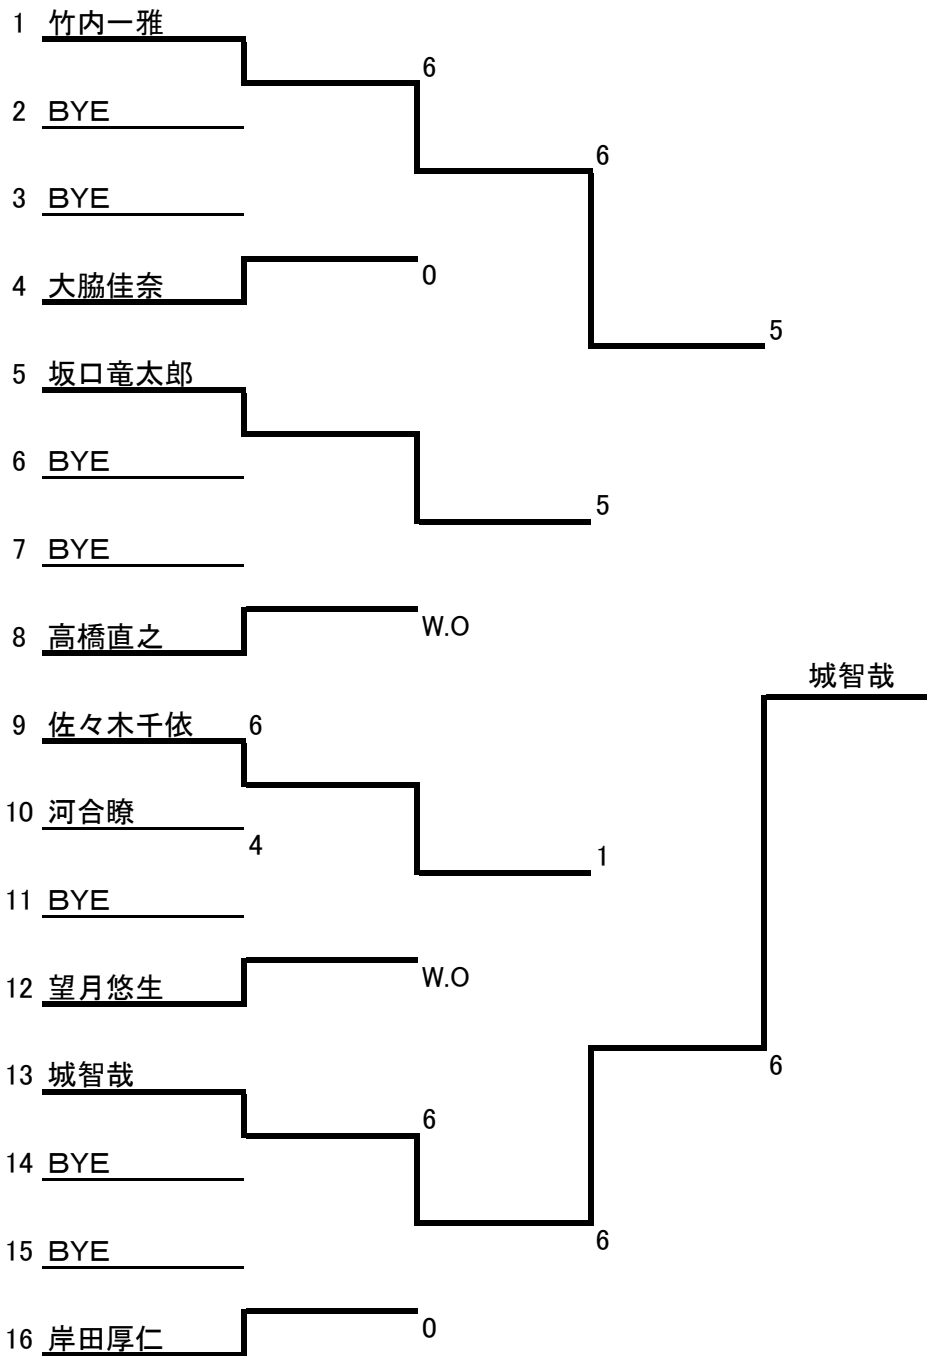 1 竹内一雅
6
2 BYE
6
3 BYE
4 大脇佳奈
0
5
5 坂口竜太郎
6 BYE
5
7 BYE
8 高橋直之
W.O
城智哉
9 佐々木千依 6
10 河合瞭
4
1
11 BYE
12 望月悠生
W.O
13 城智哉
6
6
14 BYE
15 BYE
6
16 岸田厚仁
0